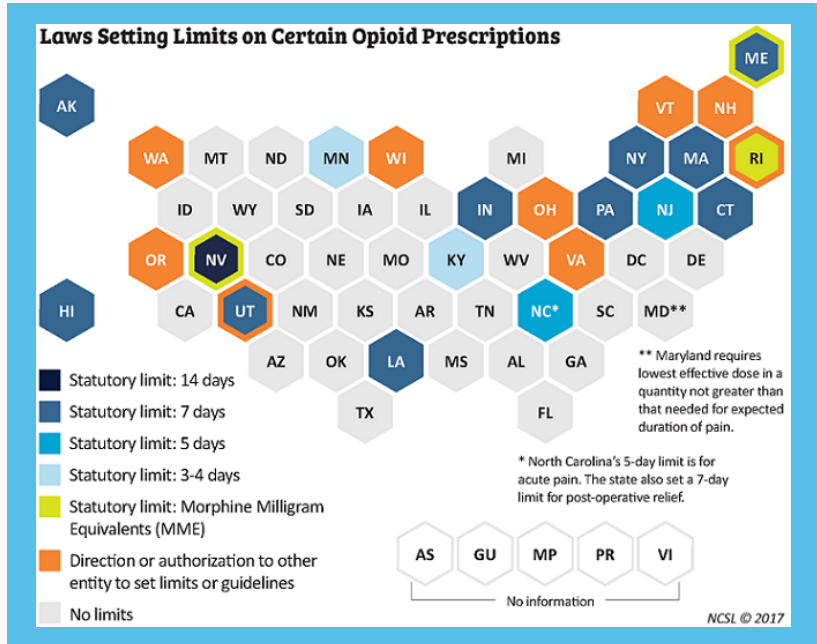 Laws Setting Limits on Certain Opioid Prescriptions
ME
AK
VT NH
WA MT ND MN WI MI NY MA RI
ID WY SD IA IL IN OH PA NJ CT
OR NV CO NE MO KY WV VA DC DE
HI CA UT NM KS AR TN NC* SC MD**
AZ OK LA MS AL GA
TX FL
** Maryland requires
lowest effective dose in a
quantity not greater than
that needed for expected
duration of pain.
* North Carolina's 5-day limit is for
acute pain. The state also set a 7-day
limit for post-operative relief.
Statutory limit: 14 days
Statutory limit: 7 days
Statutory limit: 5 days
Statutory limit: 3-4 days
Statutory limit: Morphine Milligram
Equivalents (MME)
Direction or authorization to other
entity to set limits or guidelines
No limits
AS GU MP PR VI
No information
NCSL © 2017